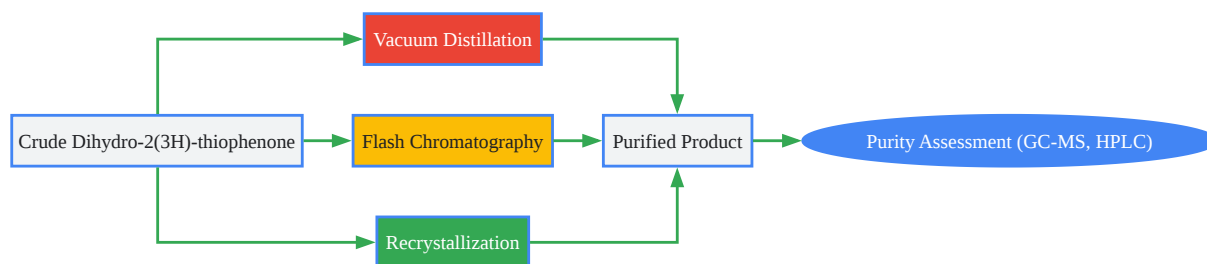 Vacuum Distillation
Crude Dihydro-2(3H)-thiophenone
Flash Chromatography
Purified Product
Purity Assessment (GC-MS, HPLC)
Recrystallization